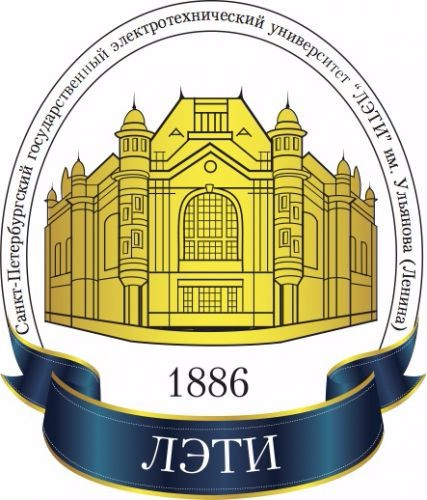 Санкт-Петербургский государственный электротехнический университет "ЛЭТИ" им. Ульянова (Ленина)
1886
ЛЭТИ